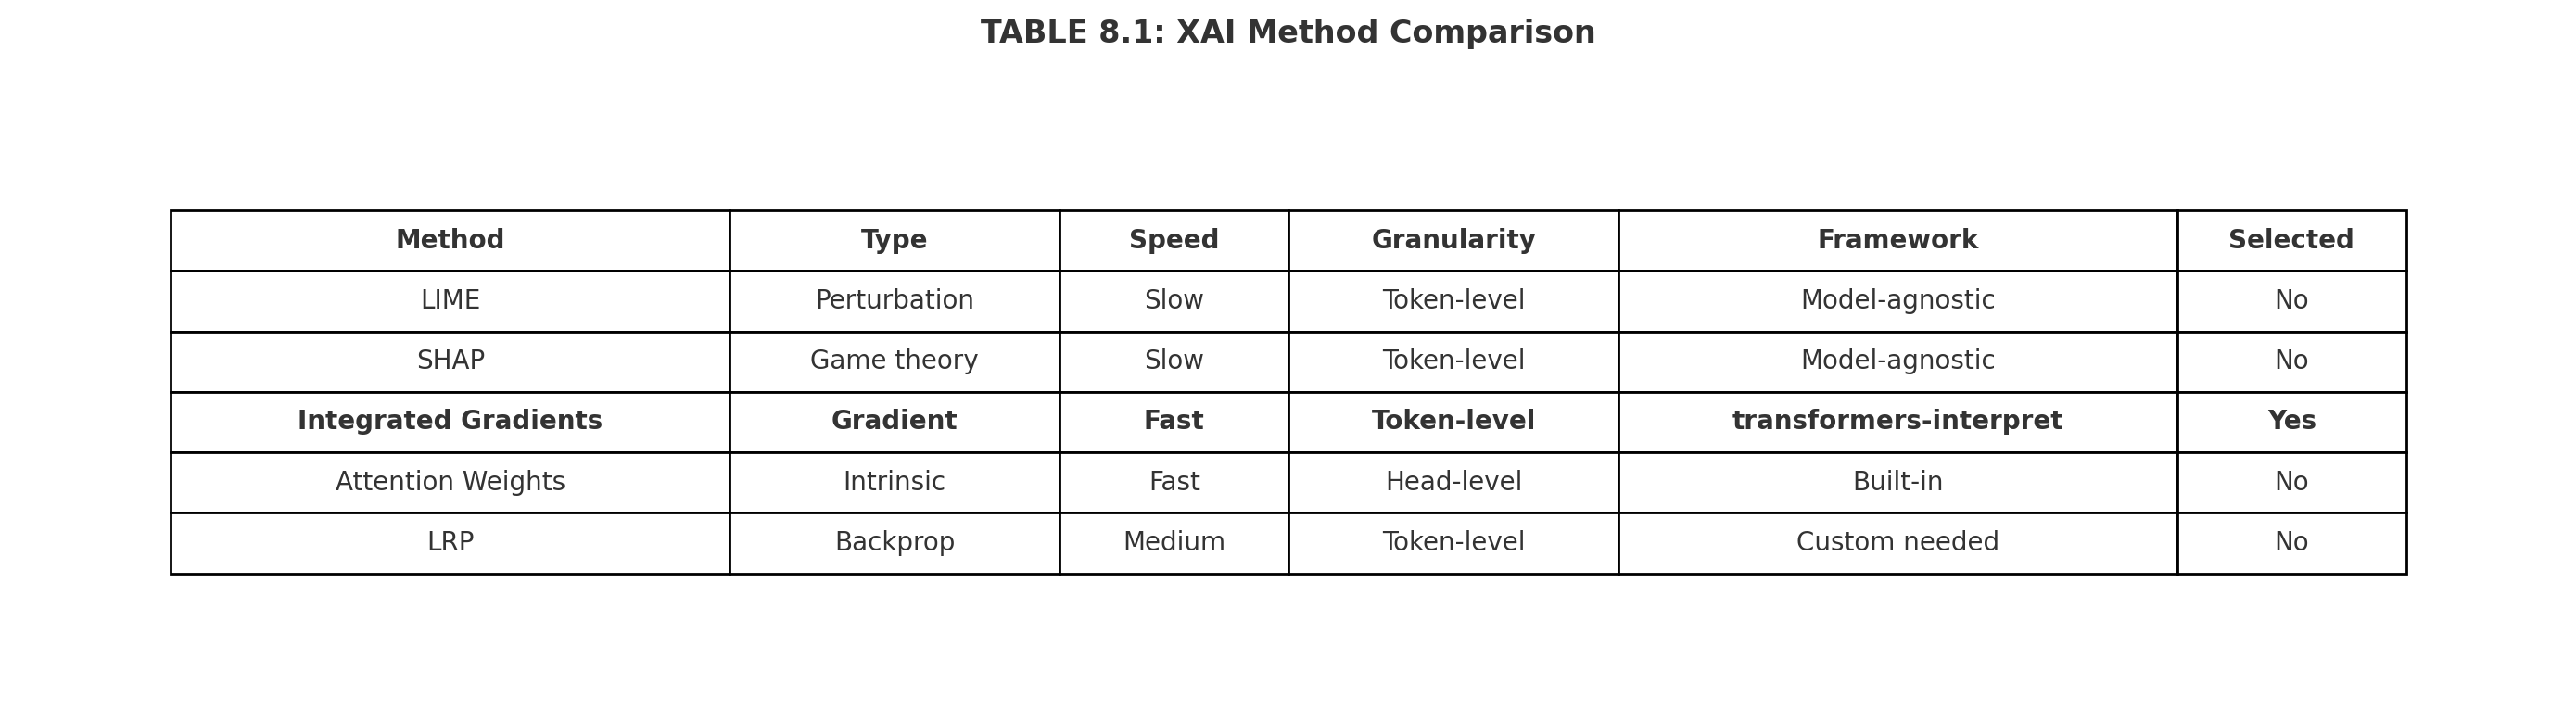 TABLE 8.1: XAI Method Comparison
Method Type Speed Granularity Framework Selected
LIME Perturbation Slow Token-level Model-agnostic No
SHAP Game theory Slow Token-level Model-agnostic No
Integrated Gradients Gradient Fast Token-level transformers-interpret Yes
Attention Weights Intrinsic Fast Head-level Built-in No
LRP Backprop Medium Token-level Custom needed No